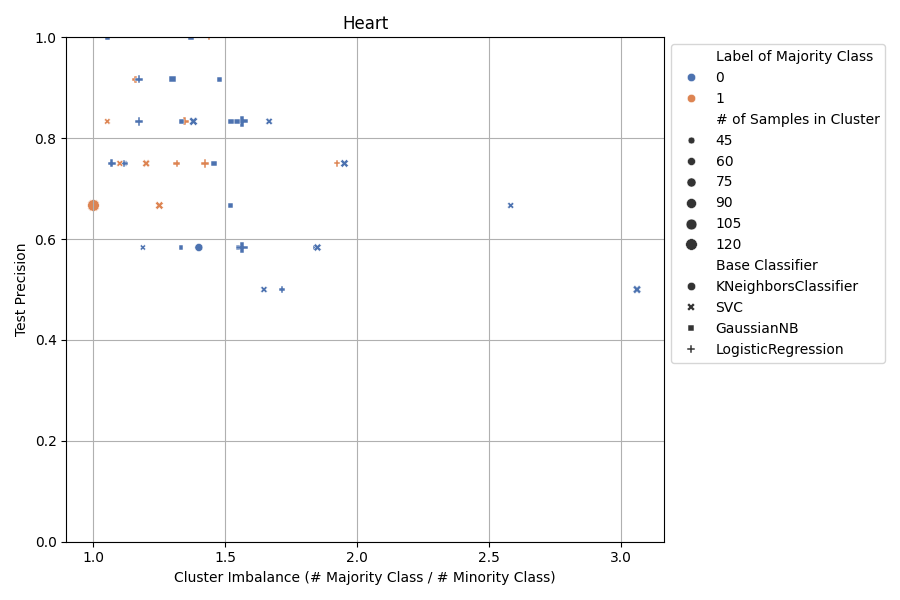 Heart
1.0
0.8
0.6
0.4
0.2
0.0
Test Precision
1.0
1.5
2.0
2.5
3.0
Cluster Imbalance (# Majority Class / # Minority Class)
Label of Majority Class
0
1
# of Samples in Cluster
45
60
75
90
105
120
Base Classifier
KNeighborsClassifier
SVC
GaussianNB
LogisticRegression